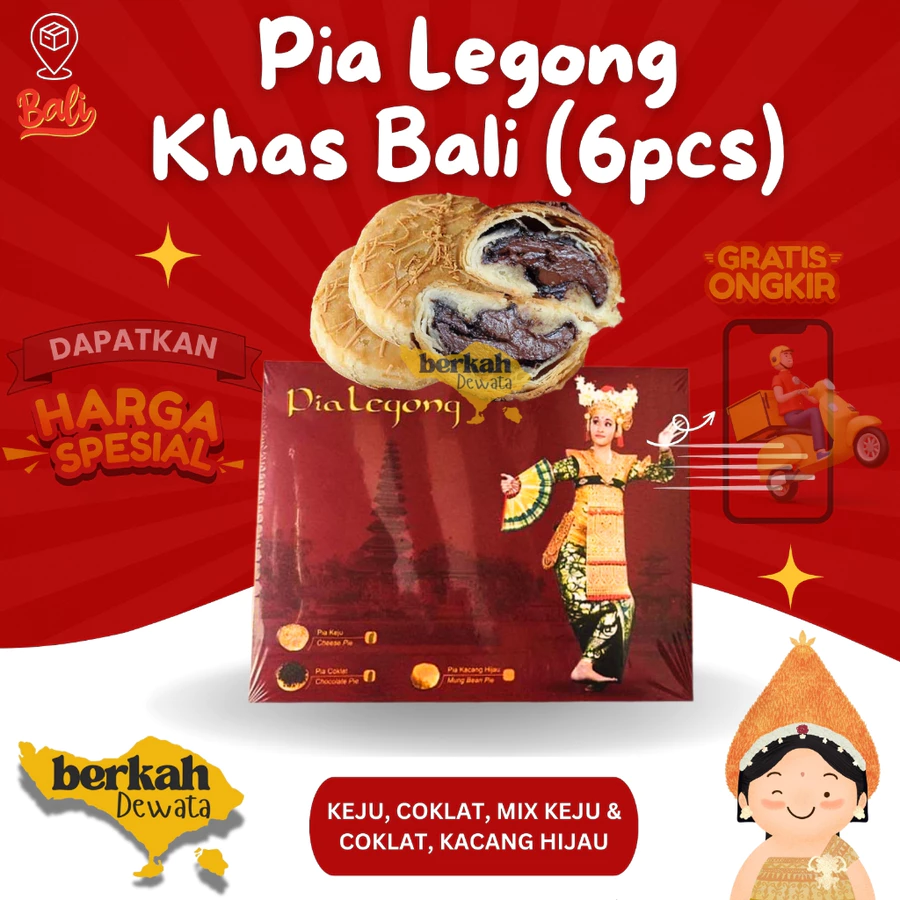 Bali
Pia Legong
Khas Bali (6pcs)
GRATIS
ONGKIR
DAPATKAN
HARGA
SPESIAL
berkah
Dewata
Pia Legong
Pia Keju
Cheese Pie
Pia Coklat
Chocolate Pie
Pia Kacang Hijau
Mung Bean Pie
berkah
Dewata
KEJU, COKLAT, MIX KEJU &
COKLAT, KACANG HIJAU